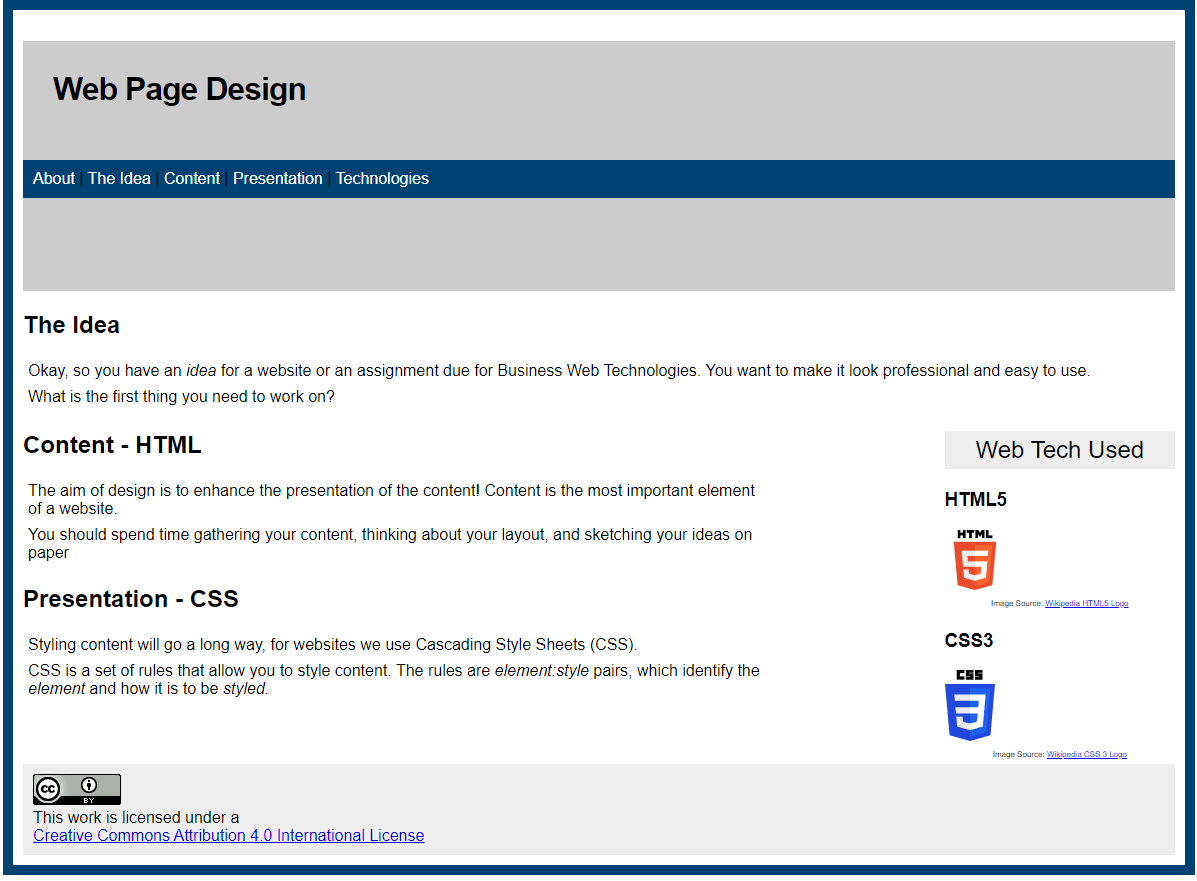 Web Page Design
About | The Idea | Content | Presentation | Technologies
The Idea
Okay, so you have an idea for a website or an assignment due for Business Web Technologies. You want to make it look professional and easy to use.
What is the first thing you need to work on?
Content - HTML
The aim of design is to enhance the presentation of the content! Content is the most important element
of a website.
You should spend time gathering your content, thinking about your layout, and sketching your ideas on
paper
Presentation - CSS
Styling content will go a long way, for websites we use Cascading Style Sheets (CSS).
CSS is a set of rules that allow you to style content. The rules are element:style pairs, which identify the
element and how it is to be styled.
Web Tech Used
HTML5
HTML
5
Image Source: Wikipedia HTML5 Logo
CSS3
CSS
3
Image Source: Wikipedia CSS 3 Logo
cc
BY
This work is licensed under a
Creative Commons Attribution 4.0 International License